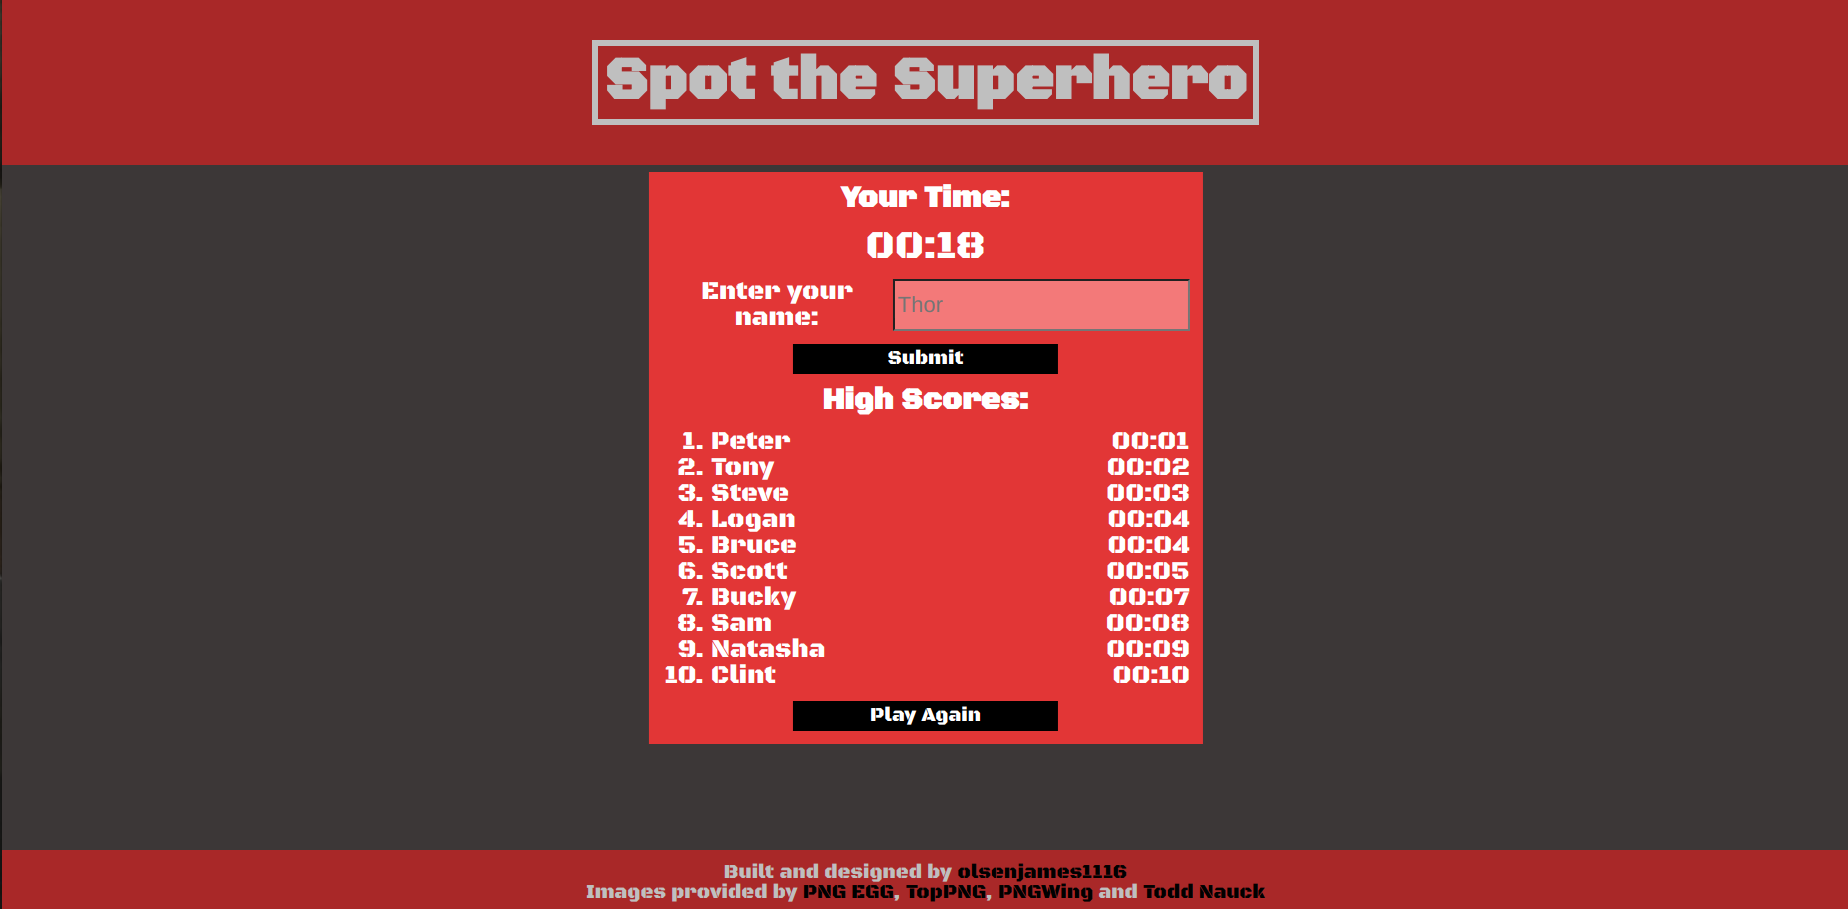 Spot the Superhero
Your Time:
00:18
Enter your
name:
Thor
Submit
High Scores:
1. Peter 00:01
2. Tony 00:02
3. Steve 00:03
4. Logan 00:04
5. Bruce 00:04
6. Scott 00:05
7. Bucky 00:07
8. Sam 00:08
9. Natasha 00:09
10. Clint 00:10
Play Again
Built and designed by olsenjames1116
Images provided by PNG EGG, TopPNG, PNGWing and Todd Nauck